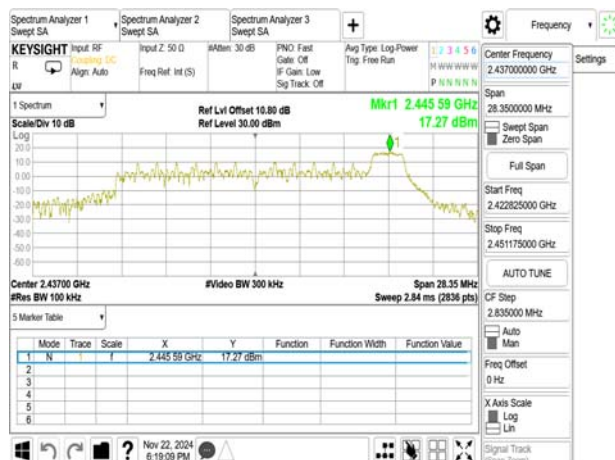 Spectrum Analyzer 1
Swept SA
Spectrum Analyzer 2
Swept SA
Spectrum Analyzer 3
Swept SA
+
Frequency
KEYSIGHT
R
Input: RF
Coupling: DC
Align: Auto
Input Z: 50 Ω
Freq Ref: Int (S)
#Atten: 30 dB
PNO: Fast
Gate: Off
IF Gain: Low
Sig Track: Off
Avg Type: Log-Power
Trig: Free Run
1 2 3 4 5 6
M W W W W W
P N N N N N
Settings
Center Frequency
2.437000000 GHz
Span
28.3500000 MHz
Swept Span
Zero Span
Full Span
Start Freq
2.422825000 GHz
Stop Freq
2.451175000 GHz
AUTO TUNE
CF Step
2.835000 MHz
Auto
Man
Freq Offset
0 Hz
X Axis Scale
Log
Lin
Signal Track
1 Spectrum
Scale/Div 10 dB
Ref Lvl Offset 10.80 dB
Ref Level 30.00 dBm
Mkr1 2.445 59 GHz
17.27 dBm
Log
20.0
10.0
0.00
-10.0
-20.0
-30.0
-40.0
-50.0
-60.0
1
Center 2.43700 GHz
#Res BW 100 kHz
#Video BW 300 kHz
Span 28.35 MHz
Sweep 2.84 ms (2836 pts)
5 Marker Table
Mode Trace Scale X Y Function Function Width Function Value
1 N 1 f 2.445 59 GHz 17.27 dBm
2
3
4
5
6
?
Nov 22, 2024
6:19:09 PM